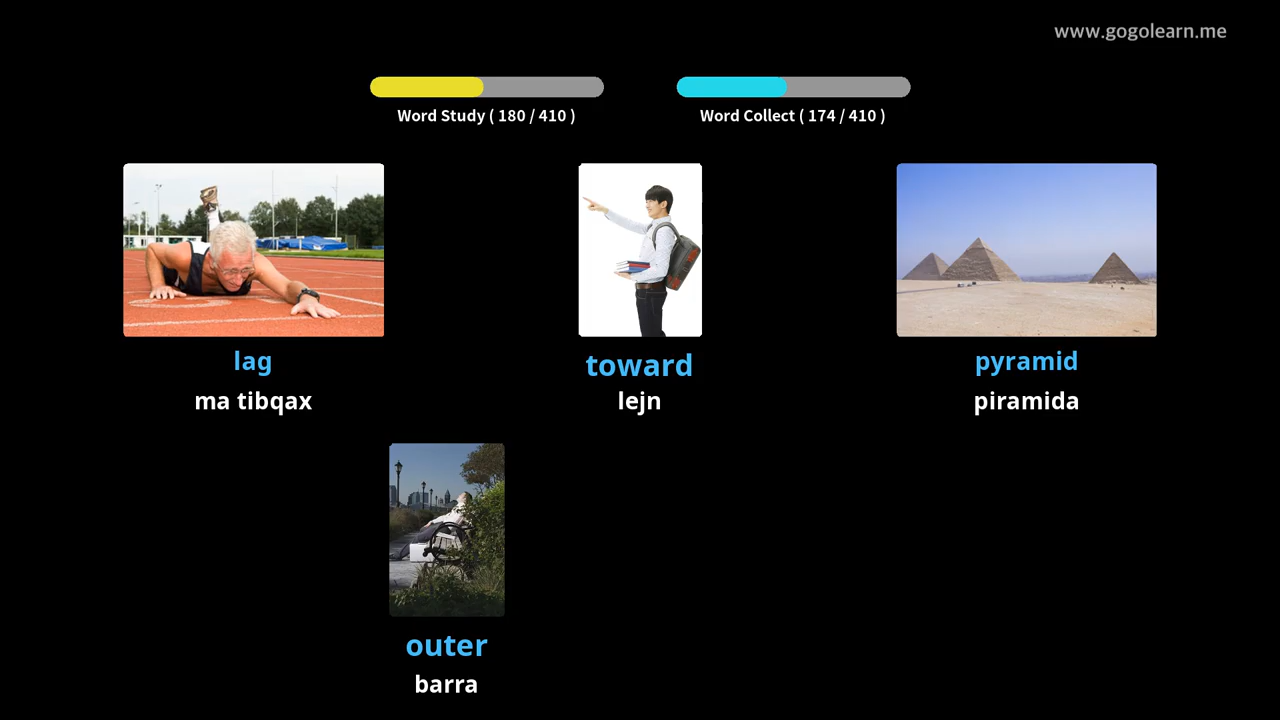 www.gogolearn.me
Word Study ( 180 / 410 )
Word Collect ( 174 / 410 )
lag
ma tibqax
toward
lejn
pyramid
piramida
outer
barra